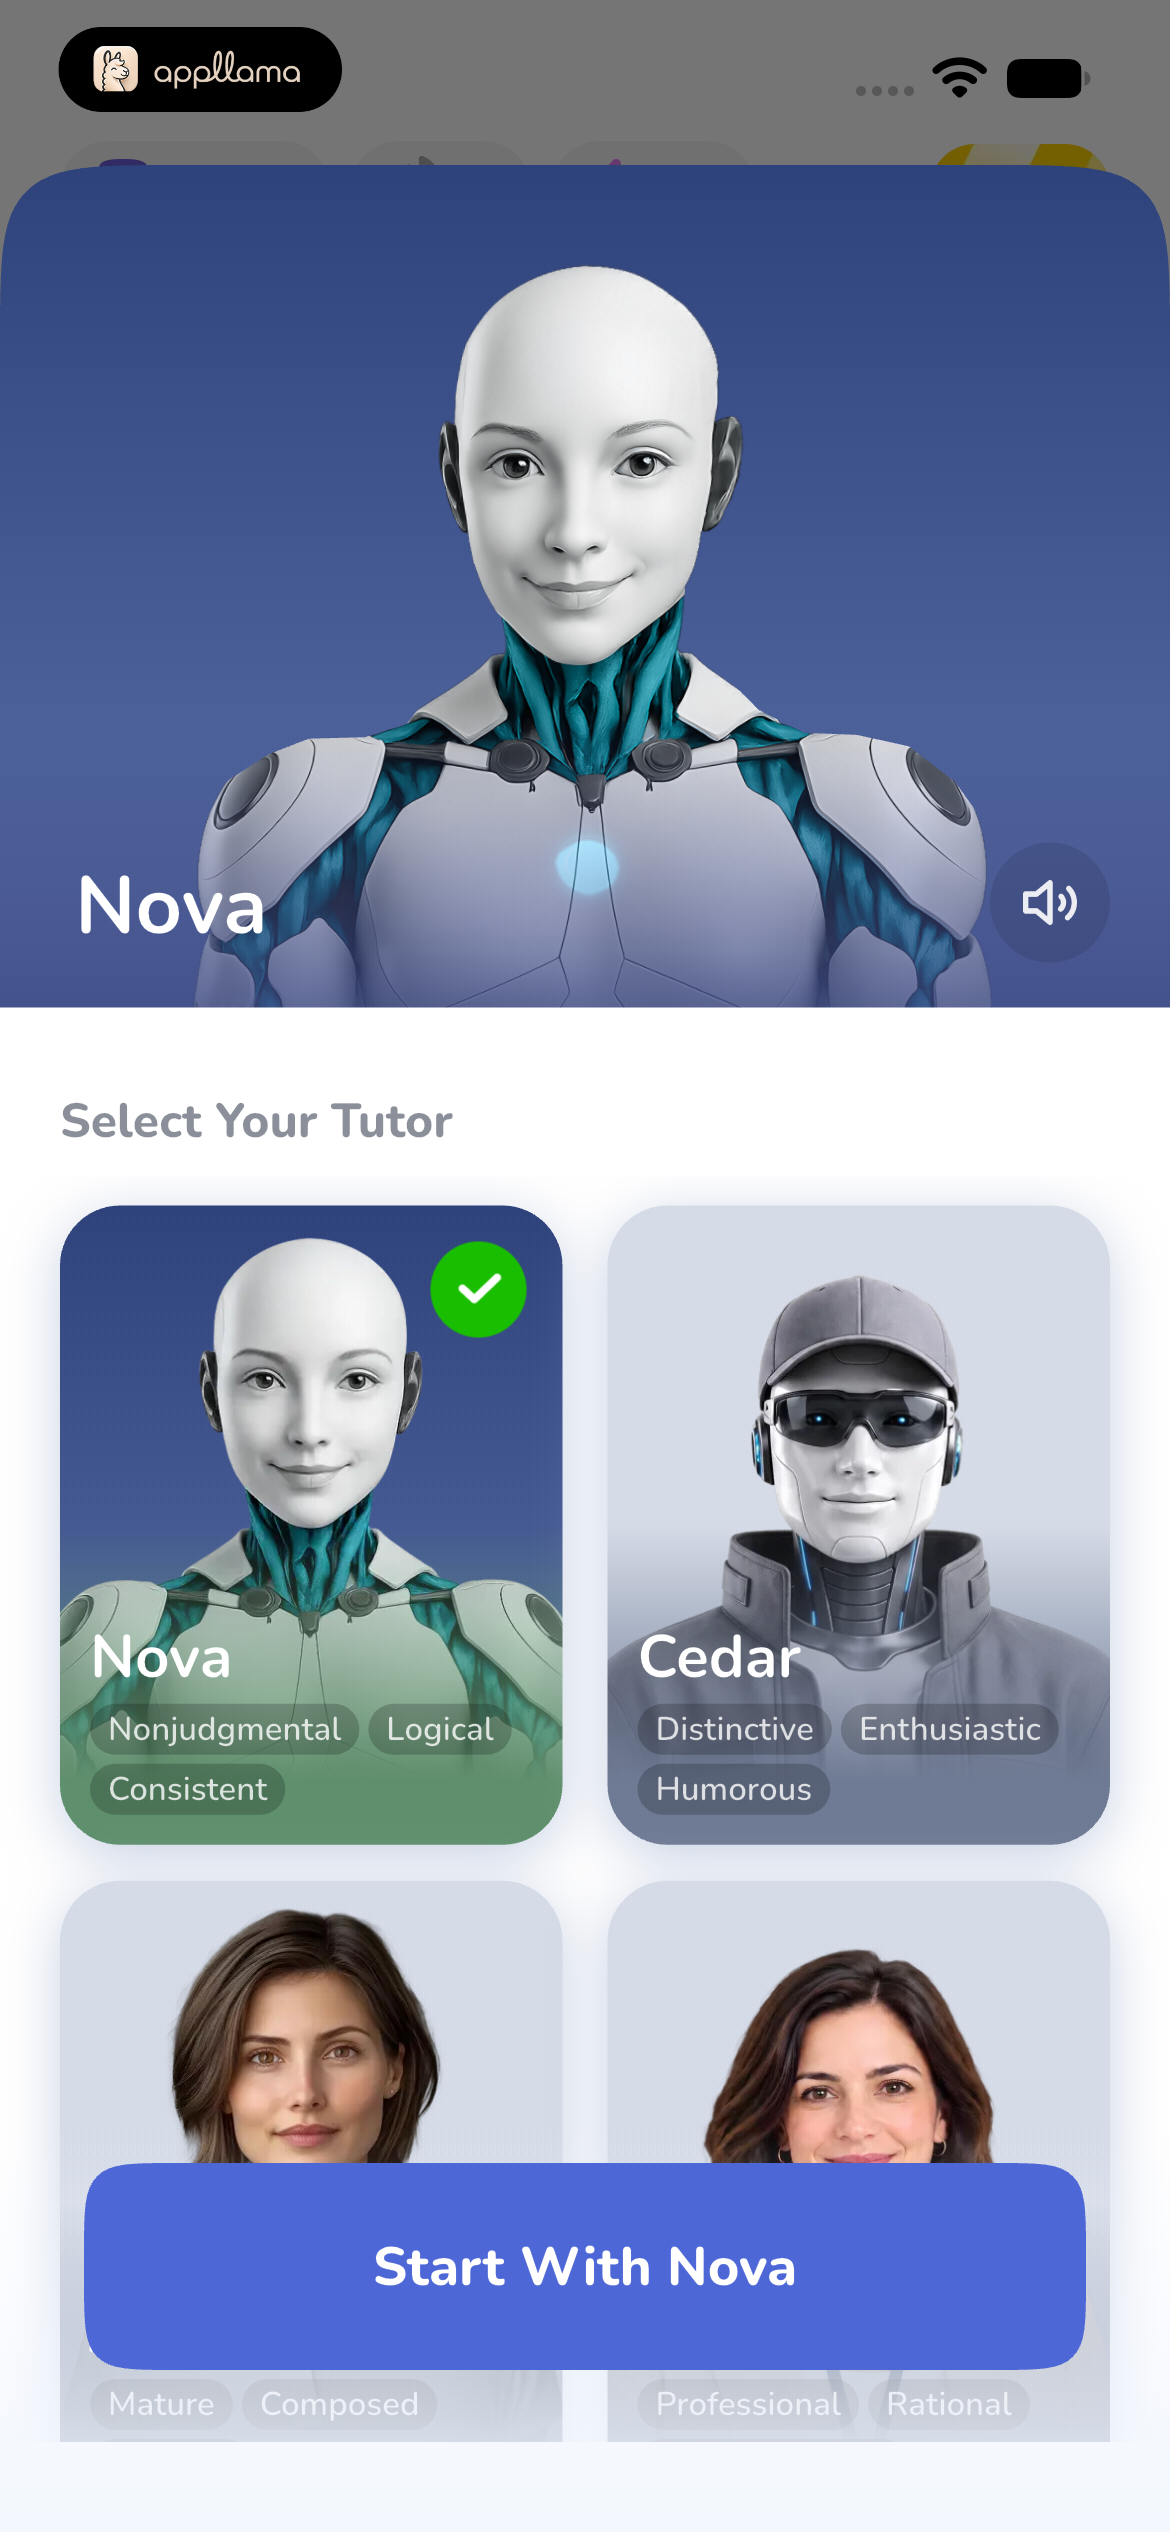 appllama
Nova
Select Your Tutor
Nova
Nonjudgmental Logical
Consistent
Cedar
Distinctive Enthusiastic
Humorous
Start With Nova
Mature Composed
Professional Rational